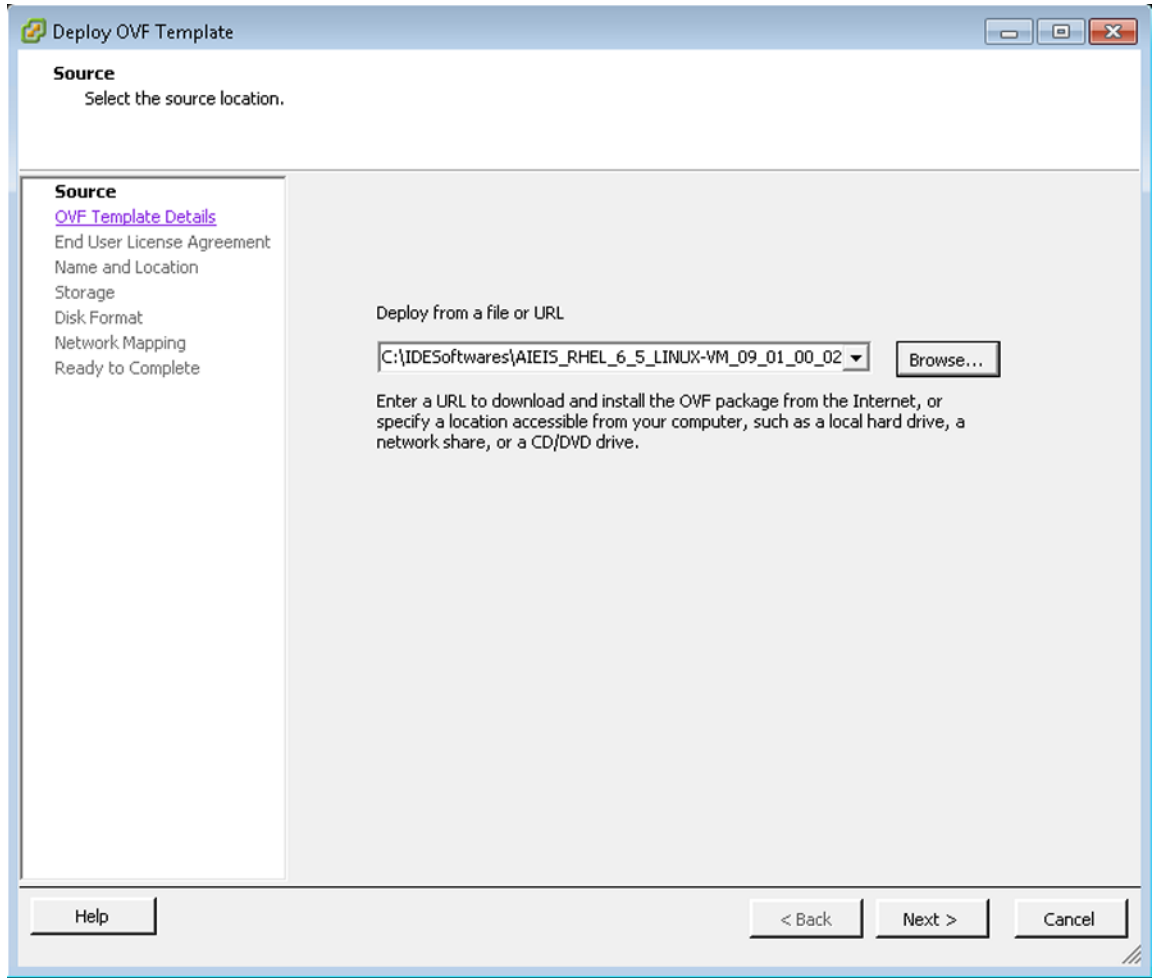 Deploy OVF Template
Source
Select the source location.
Source
OVF Template Details
End User License Agreement
Name and Location
Storage
Disk Format
Network Mapping
Ready to Complete
Deploy from a file or URL
C:\IDESoftwares\AIEIS_RHEL_6_5_LINUX-VM_09_01_00_02
Browse...
Enter a URL to download and install the OVF package from the Internet, or
specify a location accessible from your computer, such as a local hard drive, a
network share, or a CD/DVD drive.
Help
< Back
Next >
Cancel